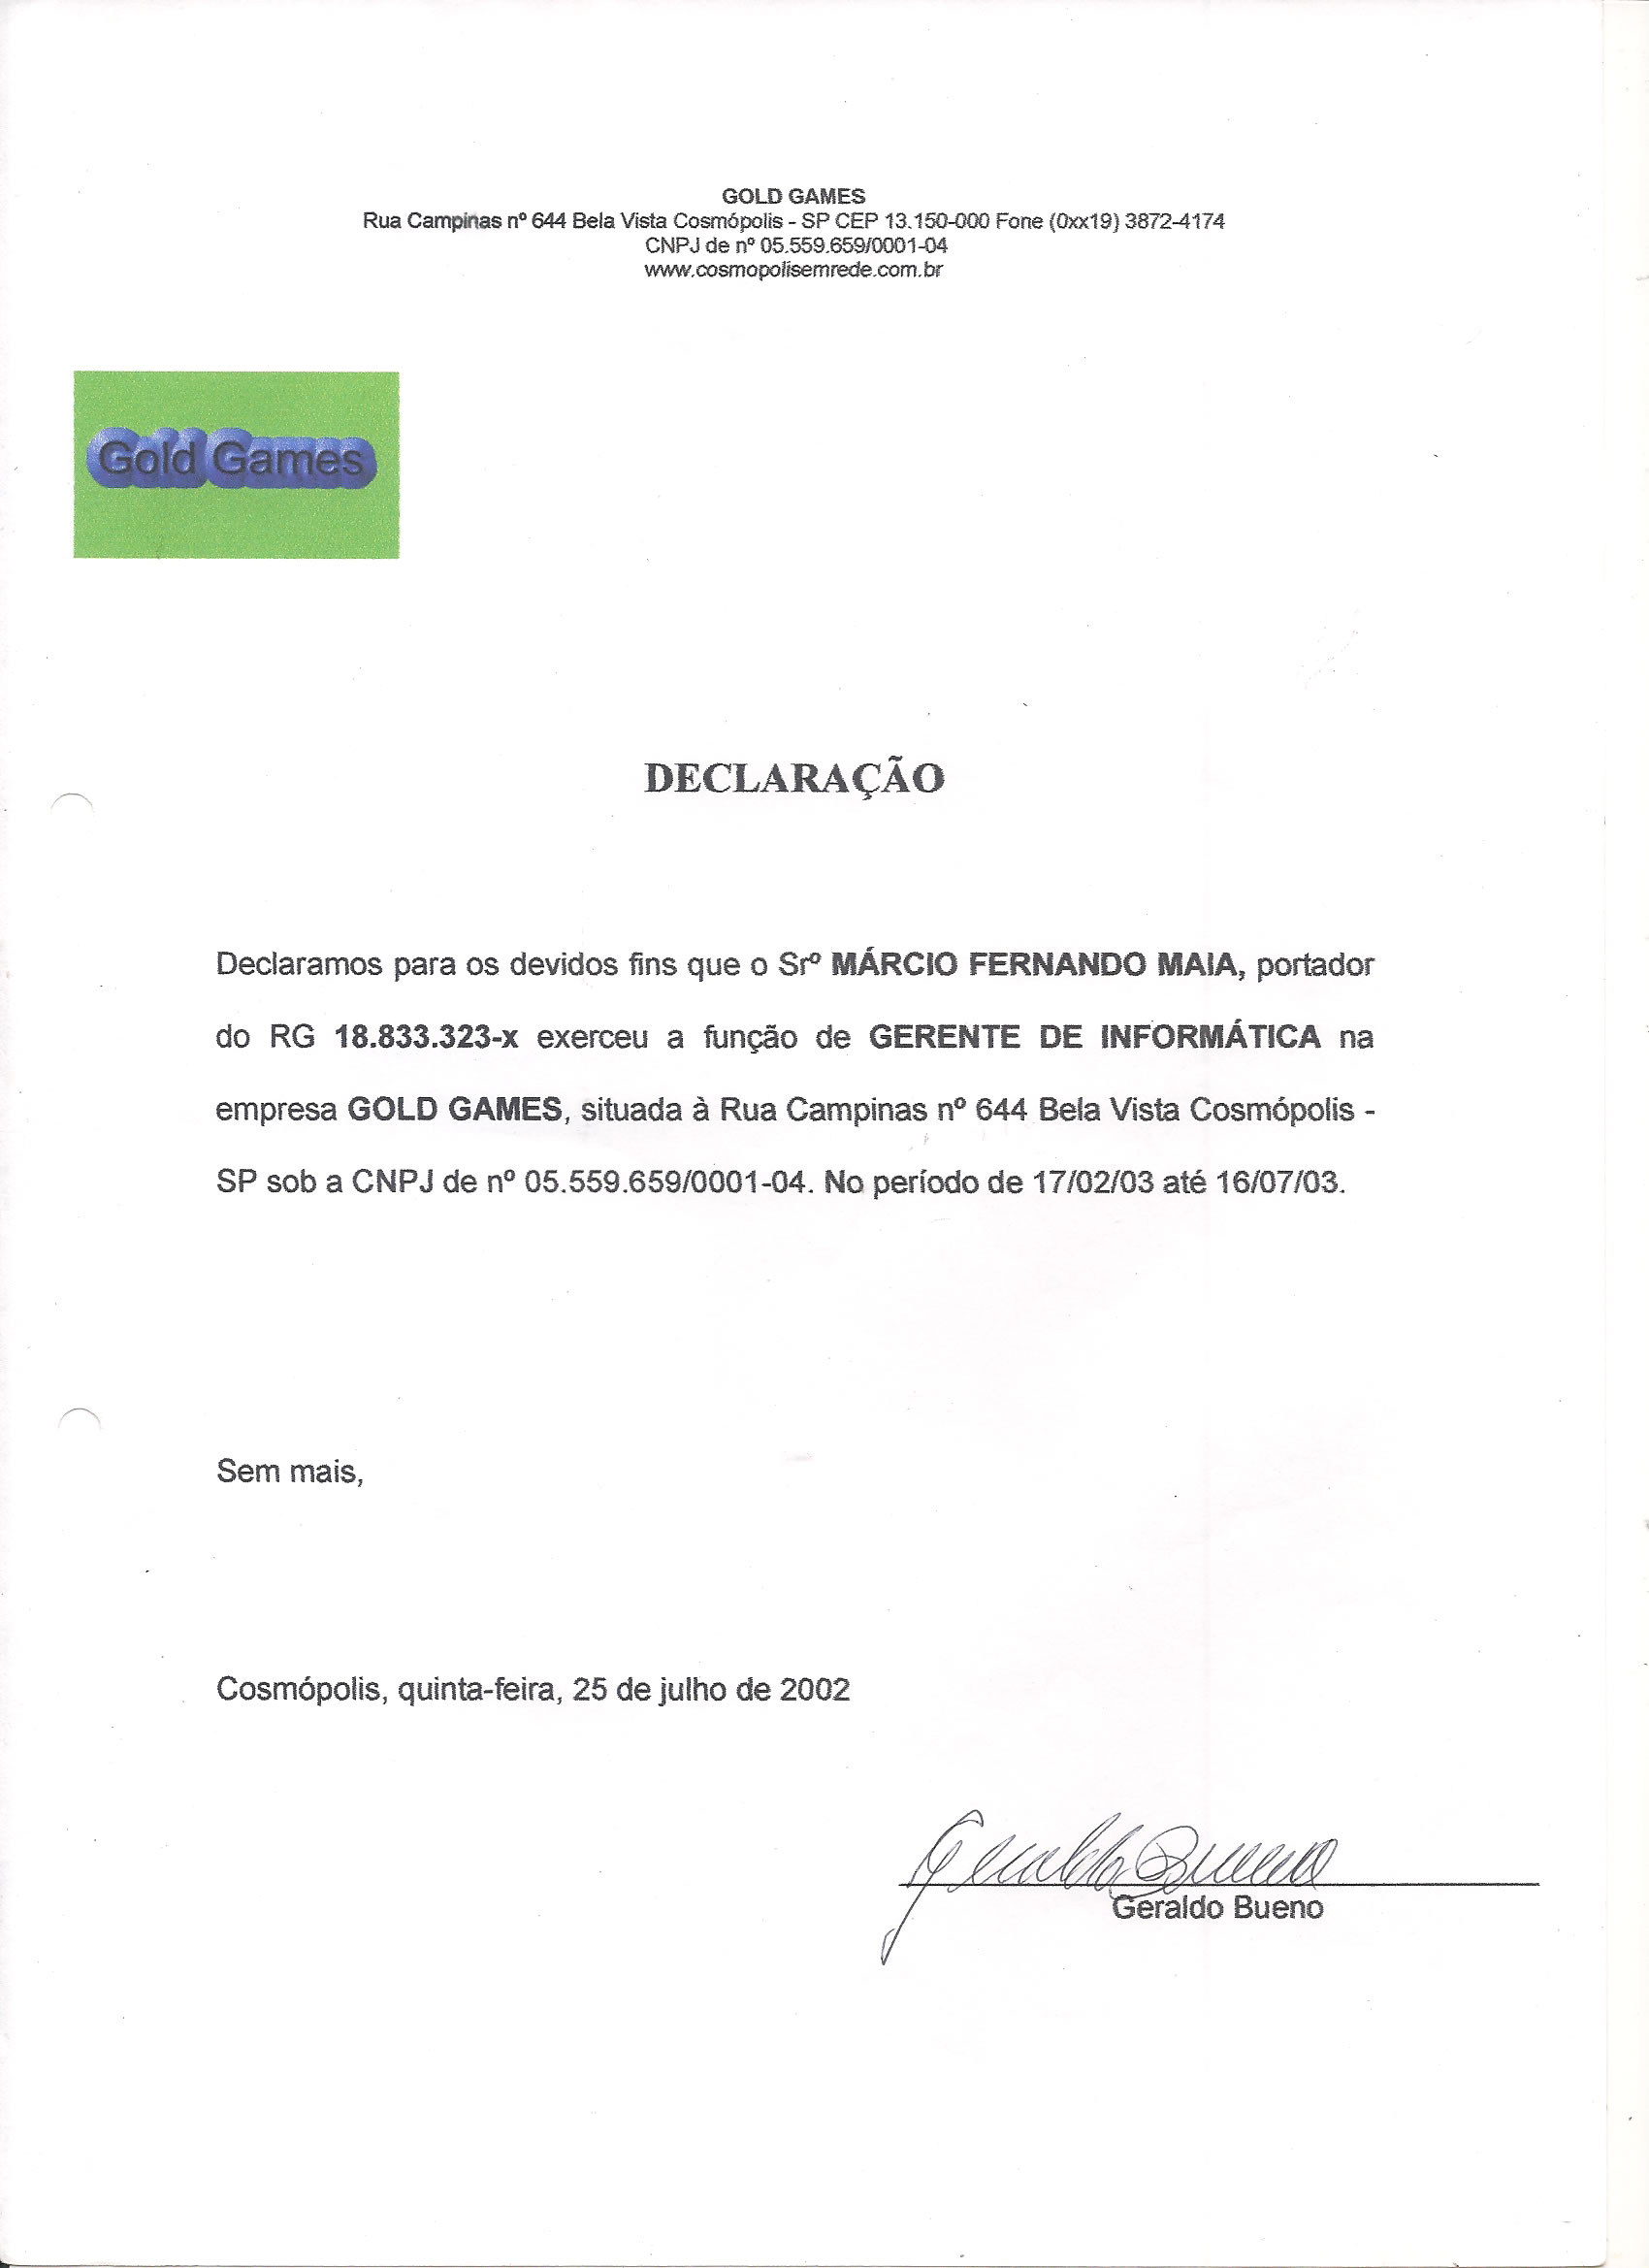 GOLD GAMES
Rua Campinas nº 644 Bela Vista Cosmópolis - SP CEP 13.150-000 Fone (0xx19) 3872-4174
CNPJ de nº 05.559.659/0001-04
www.cosmopolisemrede.com.br
Gold Games
DECLARAÇÃO
Declaramos para os devidos fins que o Srº MÁRCIO FERNANDO MAIA, portador
do RG 18.833.323-x exerceu a função de GERENTE DE INFORMÁTICA na
empresa GOLD GAMES, situada à Rua Campinas nº 644 Bela Vista Cosmópolis -
SP sob a CNPJ de nº 05.559.659/0001-04. No período de 17/02/03 até 16/07/03.
Sem mais,
Cosmópolis, quinta-feira, 25 de julho de 2002
Geraldo Bueno
Geraldo Bueno